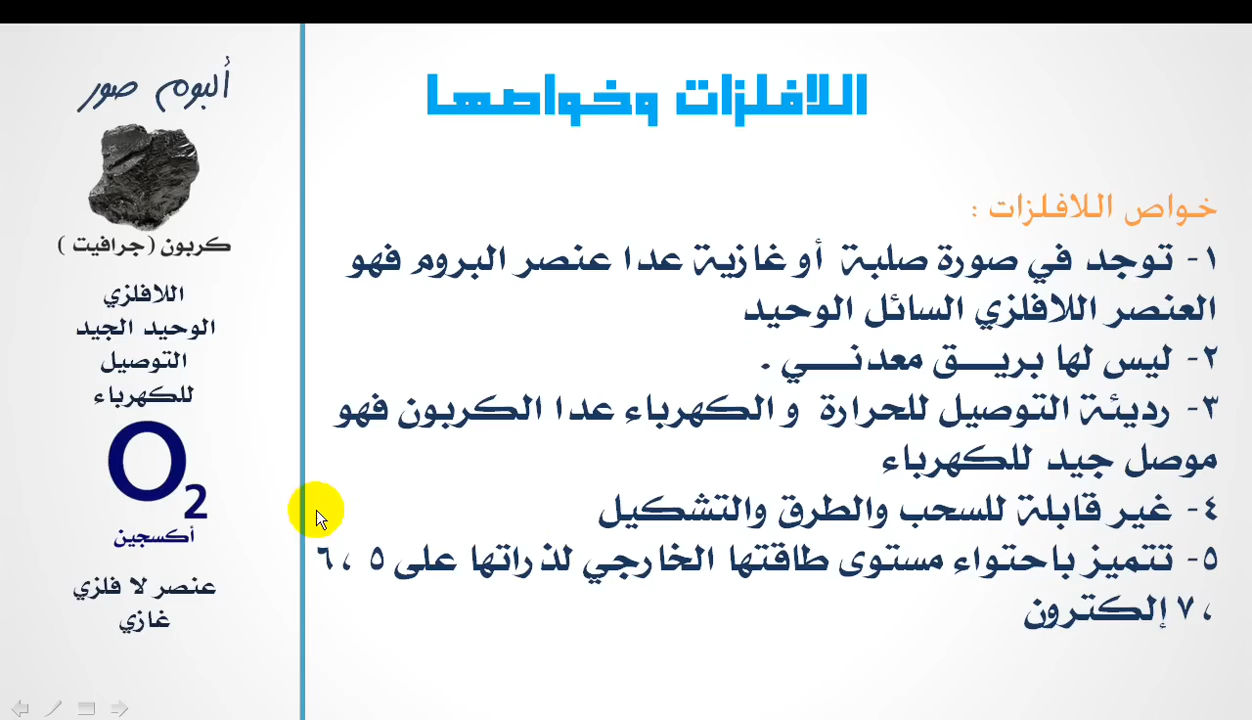 اللافلزات وخواصها
خواص اللافلزات :
١- توجد في صورة صلبة أو غازية عدا عنصر البروم فهو
العنصر اللافلزي السائل الوحيد
٢- ليس لها بريـــق معدنـــي .
٣- رديئة التوصيل للحرارة و الكهرباء عدا الكربون فهو
موصل جيد للكهرباء
٤- غير قابلة للسحب والطرق والتشكيل
٥- تتميز باحتواء مستوى طاقتها الخارجي لذراتها على ٥ ،٦
،٧ إلكترون
ألبوم صور
كربون (جرافيت )
اللافلزي
الوحيد الجيد
التوصيل
للكهرباء
O2
أكسجين
عنصر لا فلزي
غازي